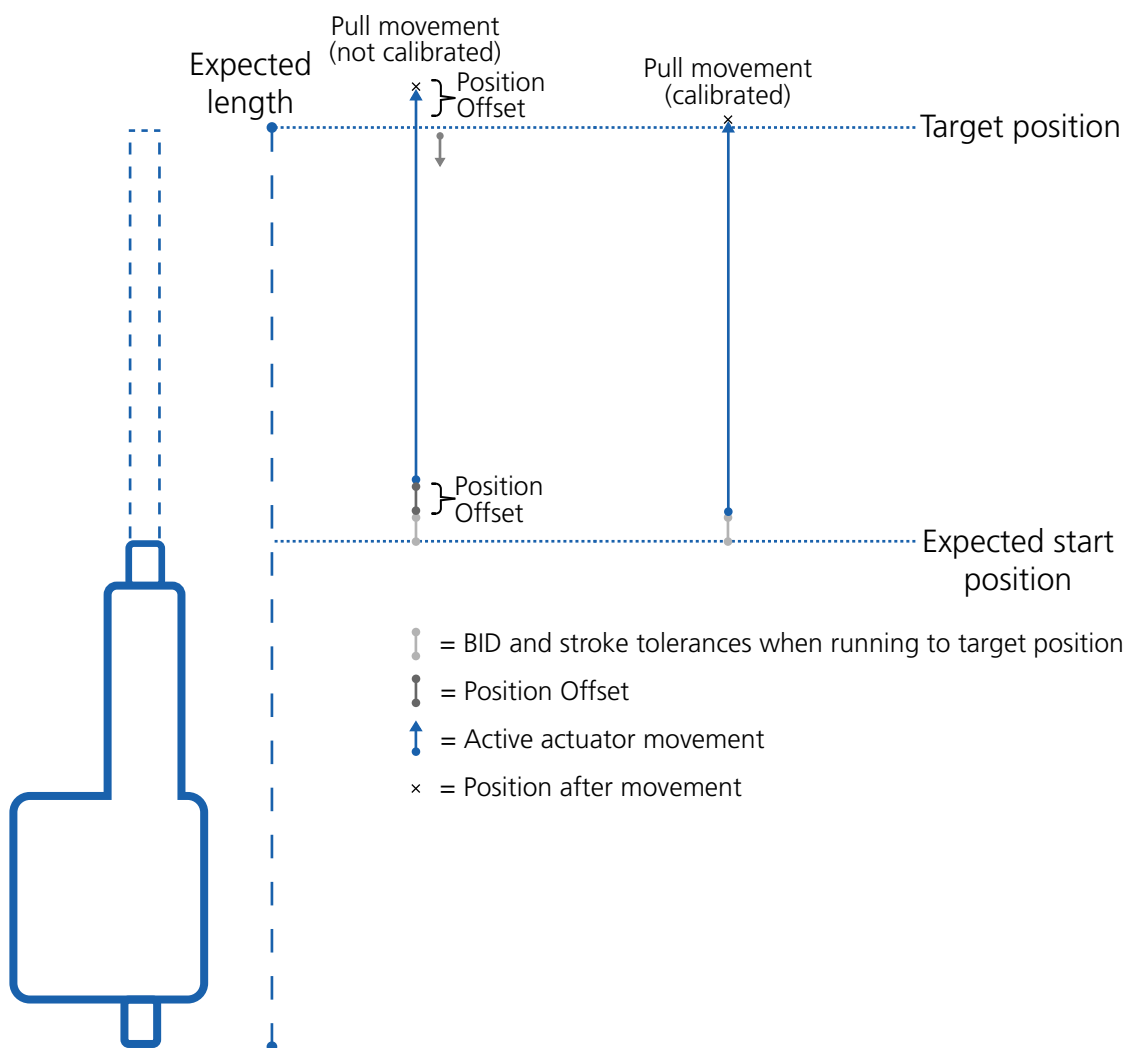 Pull movement
(not calibrated)
Expected
length
Position
Offset
Pull movement
(calibrated)
Target position
Position
Offset
Expected start
position
= BID and stroke tolerances when running to target position
= Position Offset
= Active actuator movement
= Position after movement